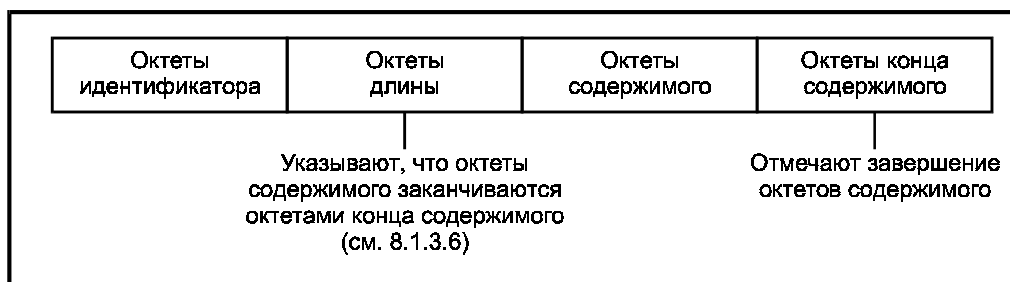 Октеты
идентификатора
Октеты
длины
Октеты
содержимого
Октеты конца
содержимого
Указывают, что октеты
содержимого заканчиваются
октетами конца содержимого
(см. 8.1.3.6)
Отмечают завершение
октетов содержимого